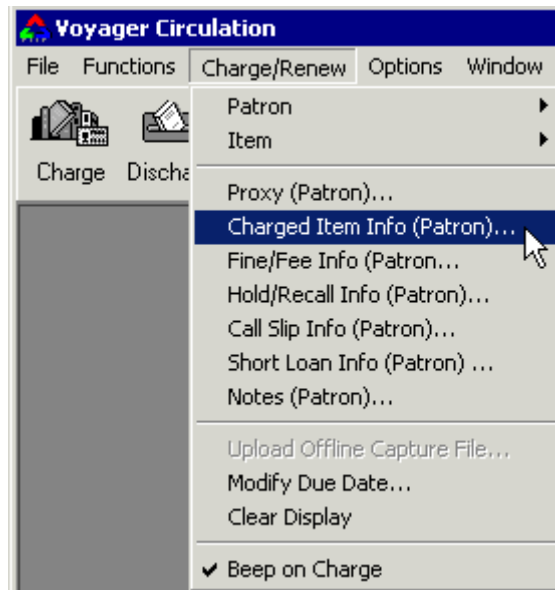 Voyager Circulation
File Functions Charge/Renew Options Window
Charge Discha
Patron
Item
Proxy (Patron)...
Charged Item Info (Patron)...
Fine/Fee Info (Patron...
Hold/Recall Info (Patron)...
Call Slip Info (Patron)...
Short Loan Info (Patron) ...
Notes (Patron)...
Upload Offline Capture File...
Modify Due Date...
Clear Display
Beep on Charge